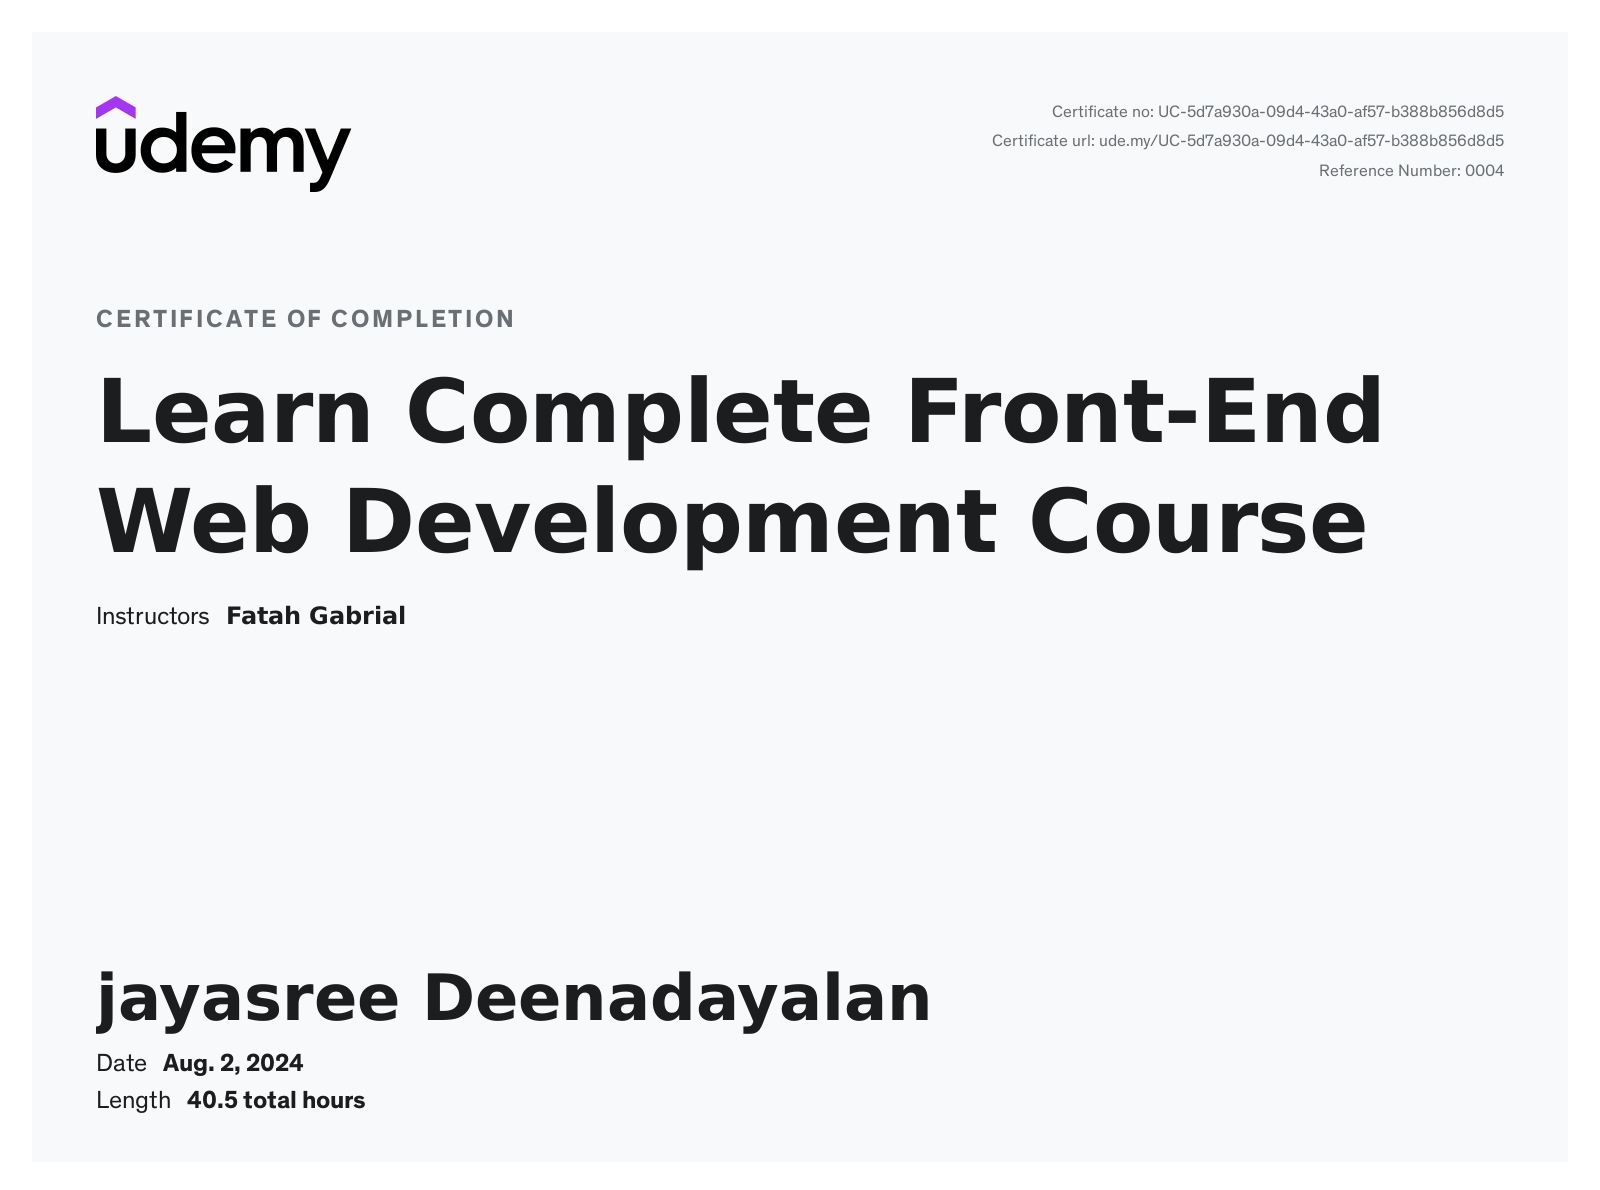 udemy
Certificate no: UC-5d7a930a-09d4-43a0-af57-b388b856d8d5
Certificate url: ude.my/UC-5d7a930a-09d4-43a0-af57-b388b856d8d5
Reference Number: 0004
CERTIFICATE OF COMPLETION
Learn Complete Front-End
Web Development Course
Instructors Fatah Gabrial
jayasree Deenadayalan
Date Aug. 2, 2024
Length 40.5 total hours